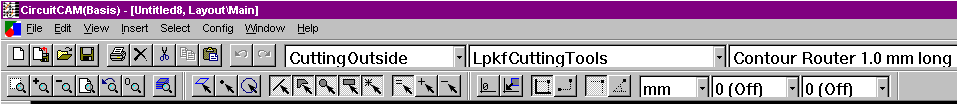 CircuitCAM(Basis) - [Untitled8, Layout\Main]
File Edit View Insert Select Config Window Help
CuttingOutside LpkfCuttingTools Contour Router 1.0 mm long
mm 0 (Off) 0 (Off)